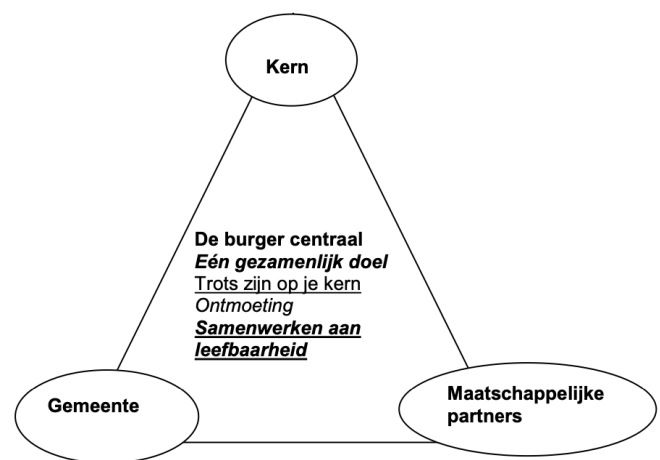 Kern
De burger centraal
Eén gezamenlijk doel
Trots zijn op je kern
Ontmoeting
Samenwerken aan
leefbaarheid
Gemeente
Maatschappelijke
partners